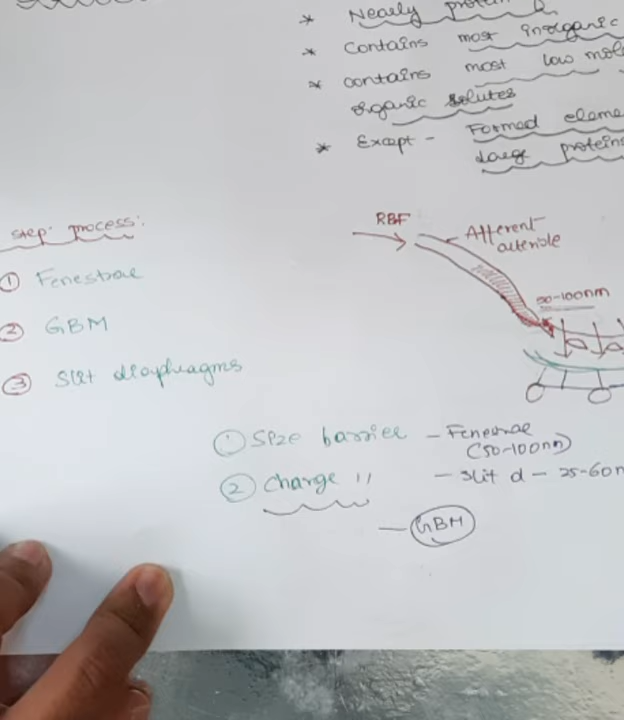 * Nearly
* Contains most inorganic
* contains most low
organic solutes
* Except - Formed
Large proteins
Step process:
RBF
Afferent
arteriole
① Fenestrae
50-100nm
② GBM
③ Slit diaphragms
① Size barrier - Fenestrae
(50-100nm)
② Charge " - Slit d - 25-60
- GBM